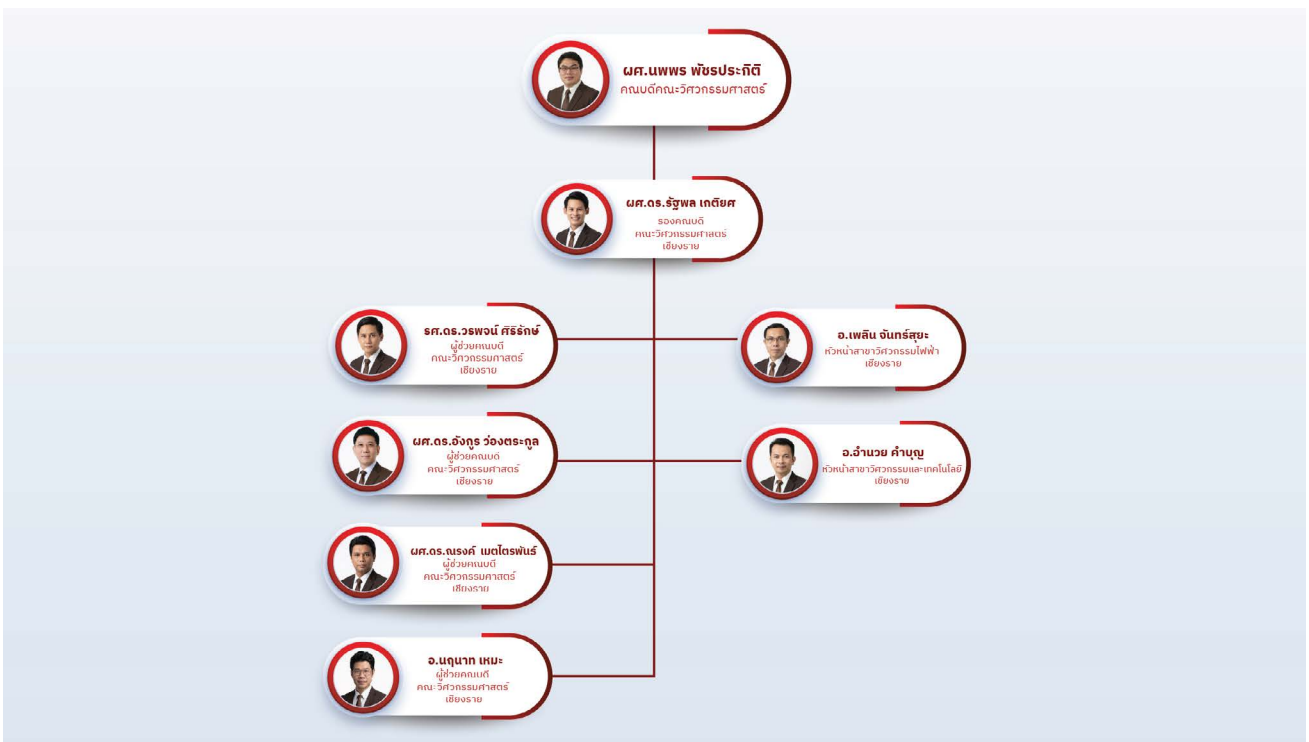 ผศ.นพพร พัชรประกิติ
คณบดีคณะวิศวกรรมศาสตร์
ผศ.ดร.รัฐพล เกติยศ
รองคณบดี
คณะวิศวกรรมศาสตร์
เชียงราย
รศ.ดร.วรพจน์ ศิริรักษ์
ผู้ช่วยคณบดี
คณะวิศวกรรมศาสตร์
เชียงราย
อ.เพลิน จันทร์สุยะ
หัวหน้าสาขาวิศวกรรมไฟฟ้า
เชียงราย
ผศ.ดร.อังกูร ว่องตระกูล
ผู้ช่วยคณบดี
คณะวิศวกรรมศาสตร์
เชียงราย
อ.อำนวย คำบุญ
หัวหน้าสาขาวิศวกรรมและเทคโนโลยี
เชียงราย
ผศ.ดร.ณรงค์ เมตไตรพันธ์
ผู้ช่วยคณบดี
คณะวิศวกรรมศาสตร์
เชียงราย
อ.นฤนาท เหมะ
ผู้ช่วยคณบดี
คณะวิศวกรรมศาสตร์
เชียงราย